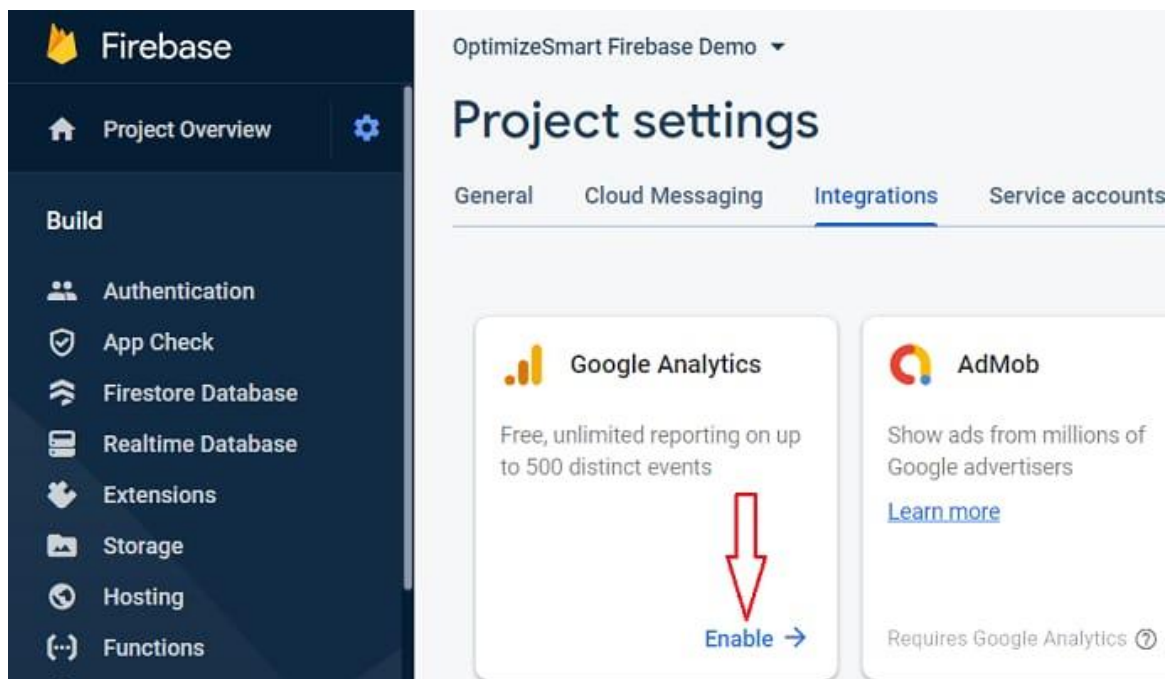 Firebase
Project Overview
Build
Authentication
App Check
Firestore Database
Realtime Database
Extensions
Storage
Hosting
Functions
OptimizeSmart Firebase Demo
Project settings
General Cloud Messaging Integrations Service accounts
Google Analytics
Free, unlimited reporting on up
to 500 distinct events
Enable →
AdMob
Show ads from millions of
Google advertisers
Learn more
Requires Google Analytics